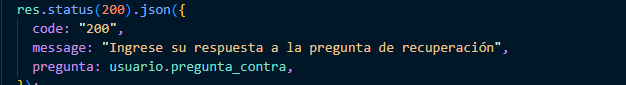 res.status(200).json({
code: "200",
message: "Ingrese su respuesta a la pregunta de recuperación",
pregunta: usuario.pregunta_contra,
});